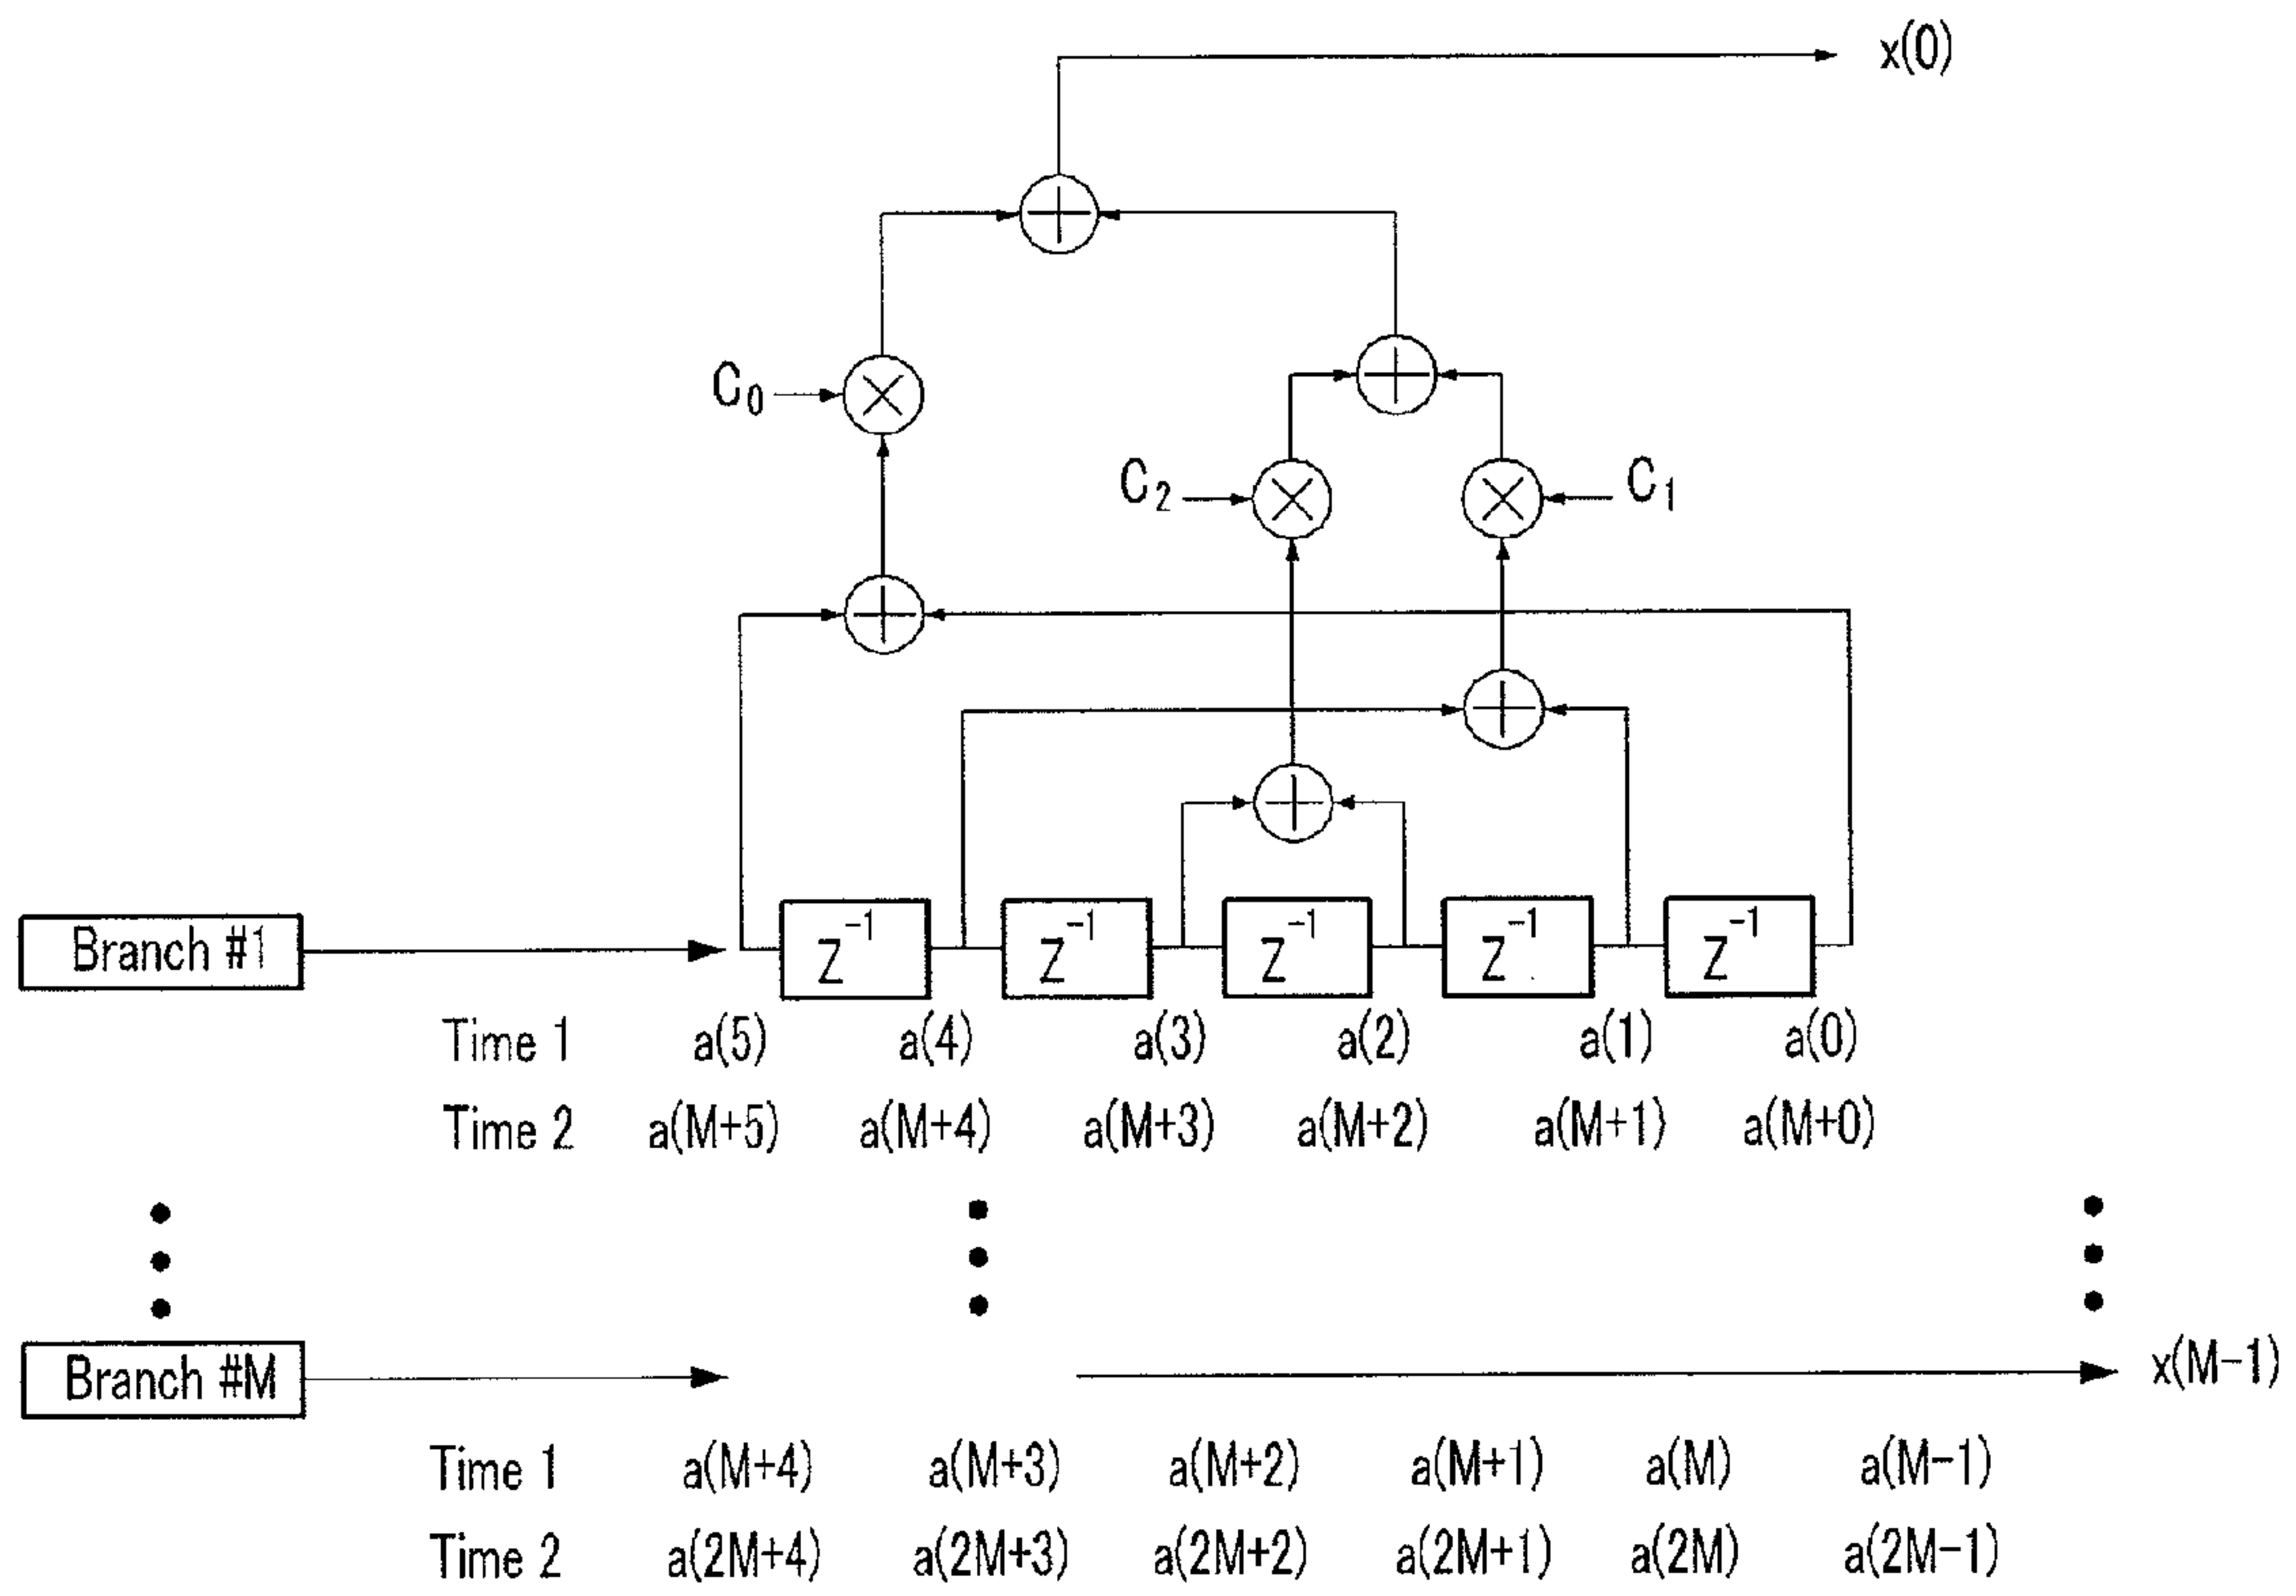 x(0)
C₀
C₂
C₁
Branch #1
Z⁻¹ Z⁻¹ Z⁻¹ Z⁻¹ Z⁻¹
Time 1 a(5) a(4) a(3) a(2) a(1) a(0)
Time 2 a(M+5) a(M+4) a(M+3) a(M+2) a(M+1) a(M+0)
Branch #M
x(M-1)
Time 1 a(M+4) a(M+3) a(M+2) a(M+1) a(M) a(M-1)
Time 2 a(2M+4) a(2M+3) a(2M+2) a(2M+1) a(2M) a(2M-1)